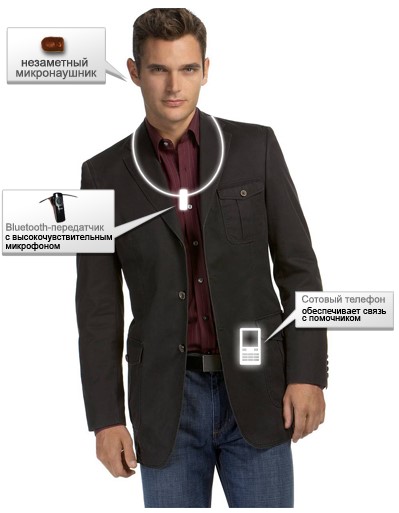 незаметный
микронаушник
Bluetooth-передатчик
с высокочувствительным
микрофоном
Сотовый телефон
обеспечивает связь
с помочником